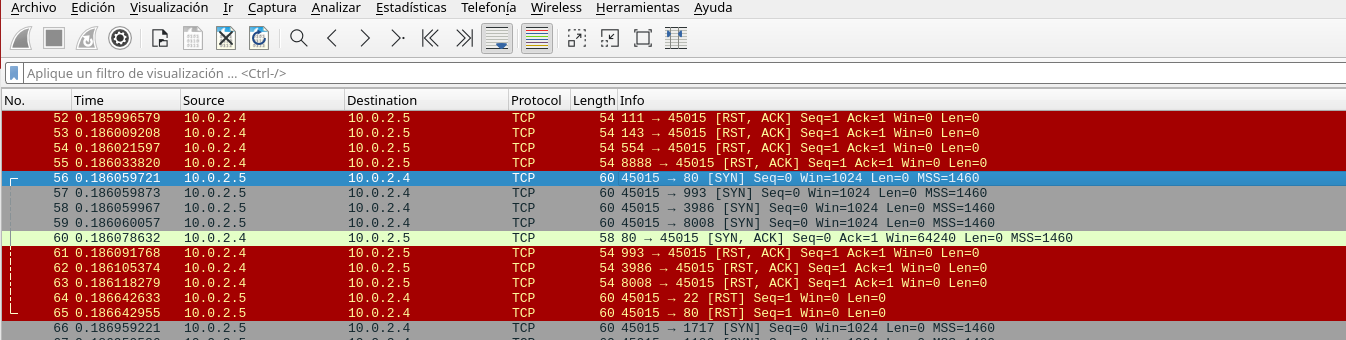 Archivo Edición Visualización Ir Captura Analizar Estadísticas Telefonía Wireless Herramientas Ayuda
Aplique un filtro de visualización … <Ctrl-/>
No. Time Source Destination Protocol Length Info
52 0.185996579 10.0.2.4 10.0.2.5 TCP 54 111 → 45015 [RST, ACK] Seq=1 Ack=1 Win=0 Len=0
53 0.186009208 10.0.2.4 10.0.2.5 TCP 54 143 → 45015 [RST, ACK] Seq=1 Ack=1 Win=0 Len=0
54 0.186021597 10.0.2.4 10.0.2.5 TCP 54 554 → 45015 [RST, ACK] Seq=1 Ack=1 Win=0 Len=0
55 0.186033820 10.0.2.4 10.0.2.5 TCP 54 8888 → 45015 [RST, ACK] Seq=1 Ack=1 Win=0 Len=0
56 0.186059721 10.0.2.5 10.0.2.4 TCP 60 45015 → 80 [SYN] Seq=0 Win=1024 Len=0 MSS=1460
57 0.186059873 10.0.2.5 10.0.2.4 TCP 60 45015 → 993 [SYN] Seq=0 Win=1024 Len=0 MSS=1460
58 0.186059967 10.0.2.5 10.0.2.4 TCP 60 45015 → 3986 [SYN] Seq=0 Win=1024 Len=0 MSS=1460
59 0.186060057 10.0.2.5 10.0.2.4 TCP 60 45015 → 8008 [SYN] Seq=0 Win=1024 Len=0 MSS=1460
60 0.186078632 10.0.2.4 10.0.2.5 TCP 58 80 → 45015 [SYN, ACK] Seq=0 Ack=1 Win=64240 Len=0 MSS=1460
61 0.186091768 10.0.2.4 10.0.2.5 TCP 54 993 → 45015 [RST, ACK] Seq=1 Ack=1 Win=0 Len=0
62 0.186105374 10.0.2.4 10.0.2.5 TCP 54 3986 → 45015 [RST, ACK] Seq=1 Ack=1 Win=0 Len=0
63 0.186118279 10.0.2.4 10.0.2.5 TCP 54 8008 → 45015 [RST, ACK] Seq=1 Ack=1 Win=0 Len=0
64 0.186642633 10.0.2.5 10.0.2.4 TCP 60 45015 → 22 [RST] Seq=1 Win=0 Len=0
65 0.186642955 10.0.2.5 10.0.2.4 TCP 60 45015 → 80 [RST] Seq=1 Win=0 Len=0
66 0.186959221 10.0.2.5 10.0.2.4 TCP 60 45015 → 1717 [SYN] Seq=0 Win=1024 Len=0 MSS=1460